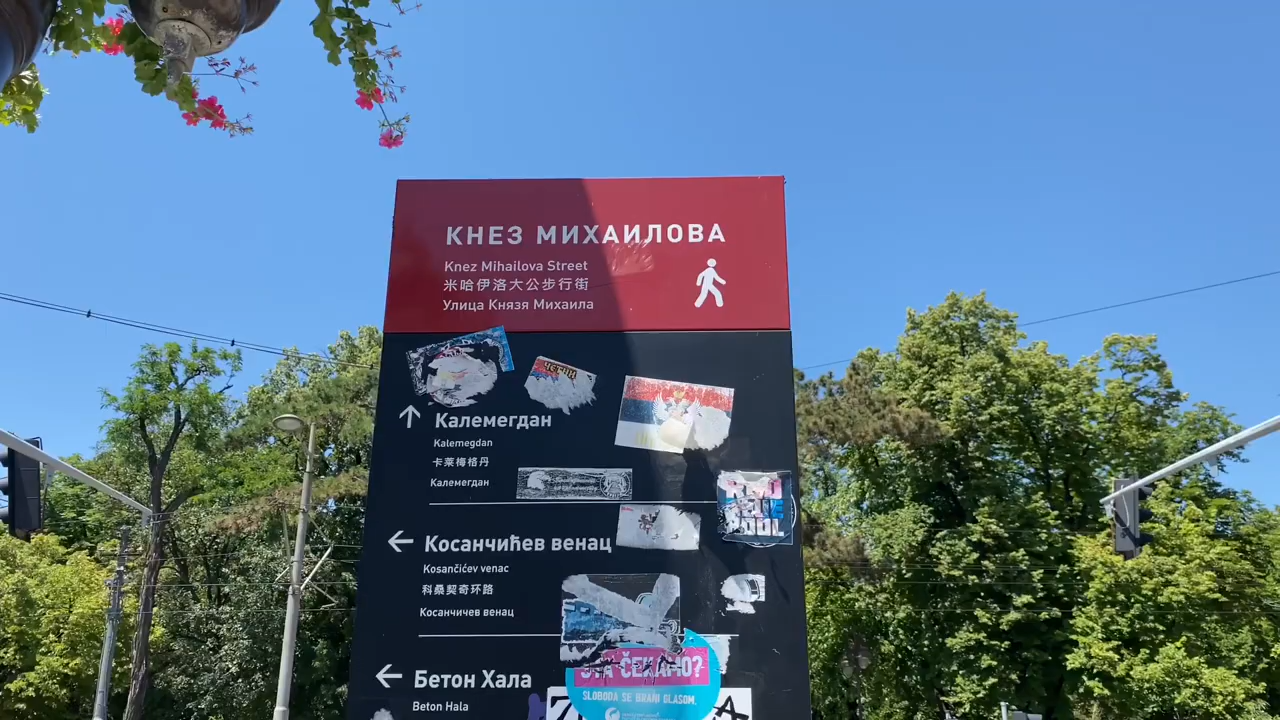 КНЕЗ МИХАИЛОВА
Knez Mihailova Street
米哈伊洛大公步行街
Улица Князя Михаила
Калемегдан
Kalemegdan
卡莱梅格丹
Калемегдан
Косанчићев венац
Kosančićev venac
科桑契奇环路
Косанчичев венац
ČEKAMO?
SLOBODA SE BRANI GLASOM.
Бетон Хала
Beton Hala